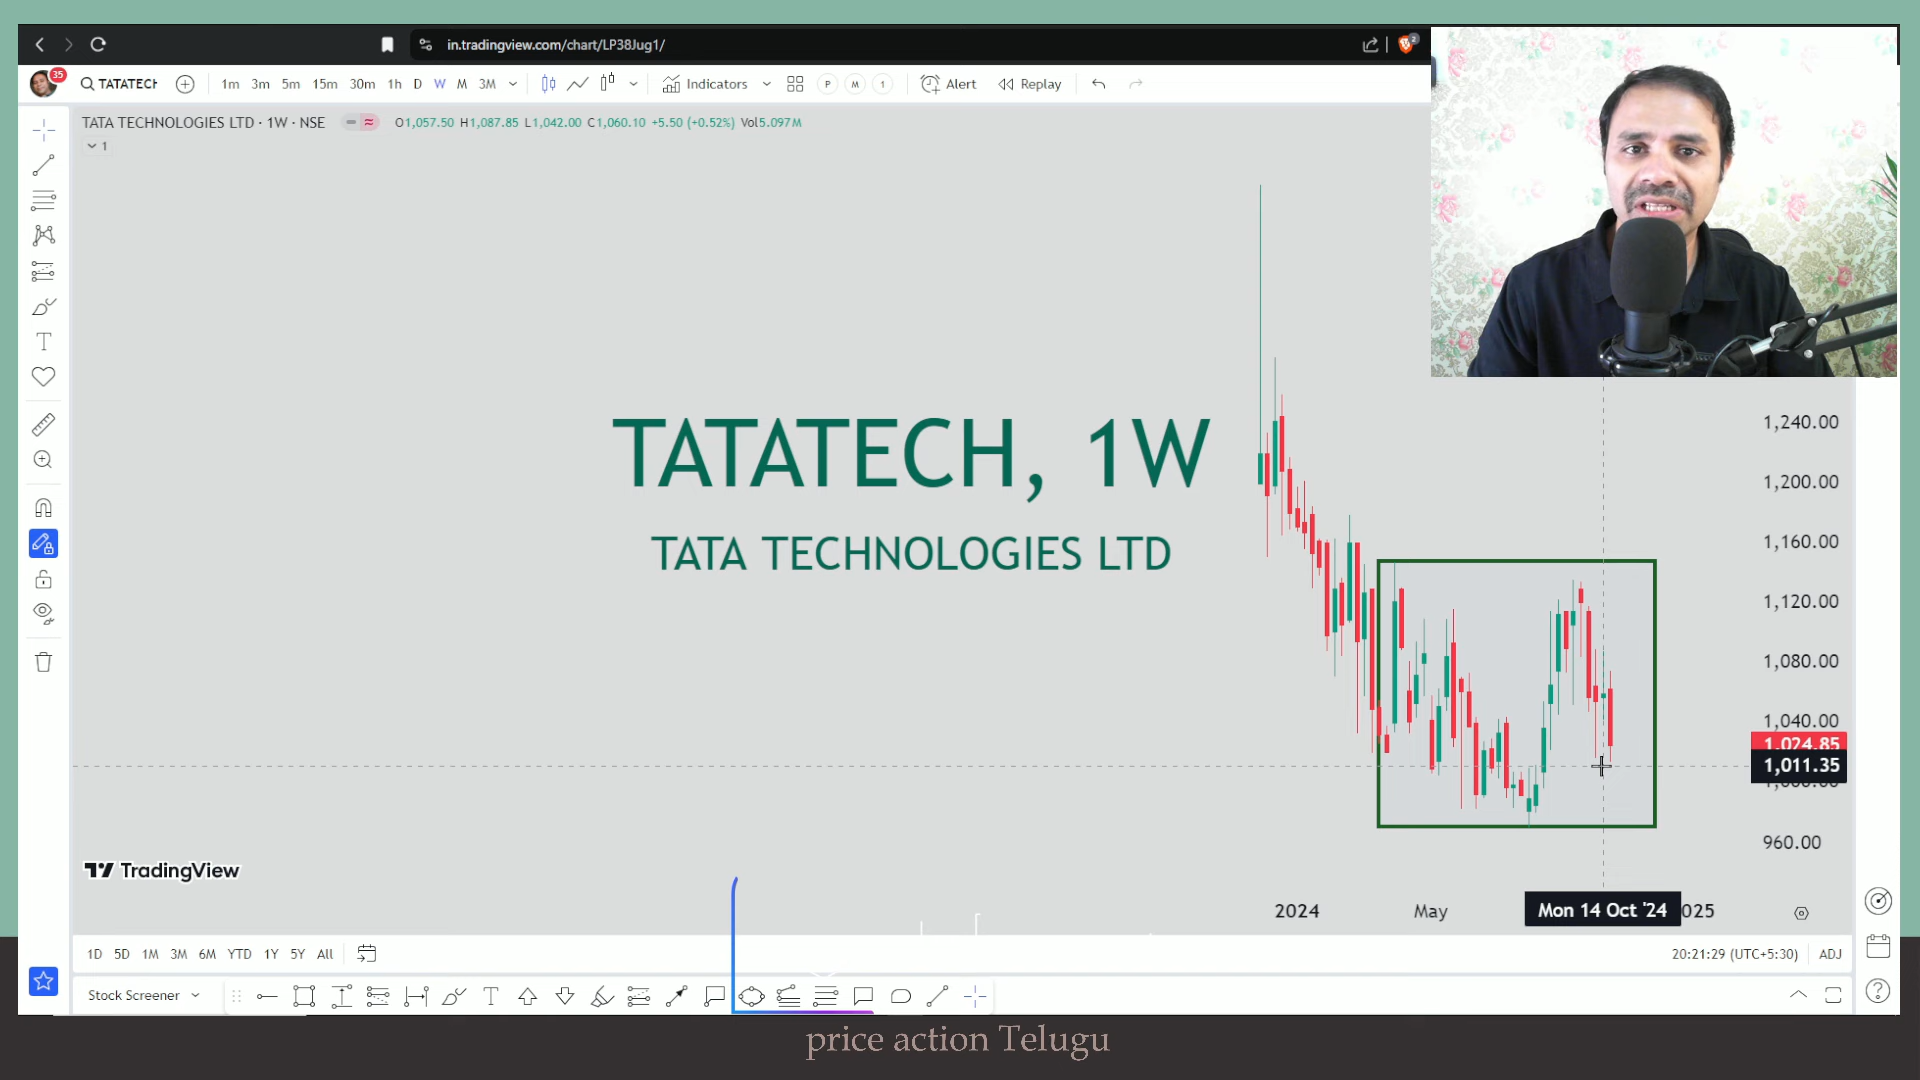 in.tradingview.com/chart/LP38Jug1/
2
35
TATATECH
1m 3m 5m 15m 30m 1h D W M 3M
Indicators
P M 1
Alert
Replay
TATA TECHNOLOGIES LTD · 1W · NSE
O1,057.50 H1,087.85 L1,042.00 C1,060.10 +5.50 (+0.52%) Vol5.097M
1
TATATECH, 1W
TATA TECHNOLOGIES LTD
1,240.00
1,200.00
1,160.00
1,120.00
1,080.00
1,040.00
1,024.85
1,011.35
960.00
TradingView
2024 May Mon 14 Oct '24 025
1D 5D 1M 3M 6M YTD 1Y 5Y All
20:21:29 (UTC+5:30) ADJ
Stock Screener
price action Telugu